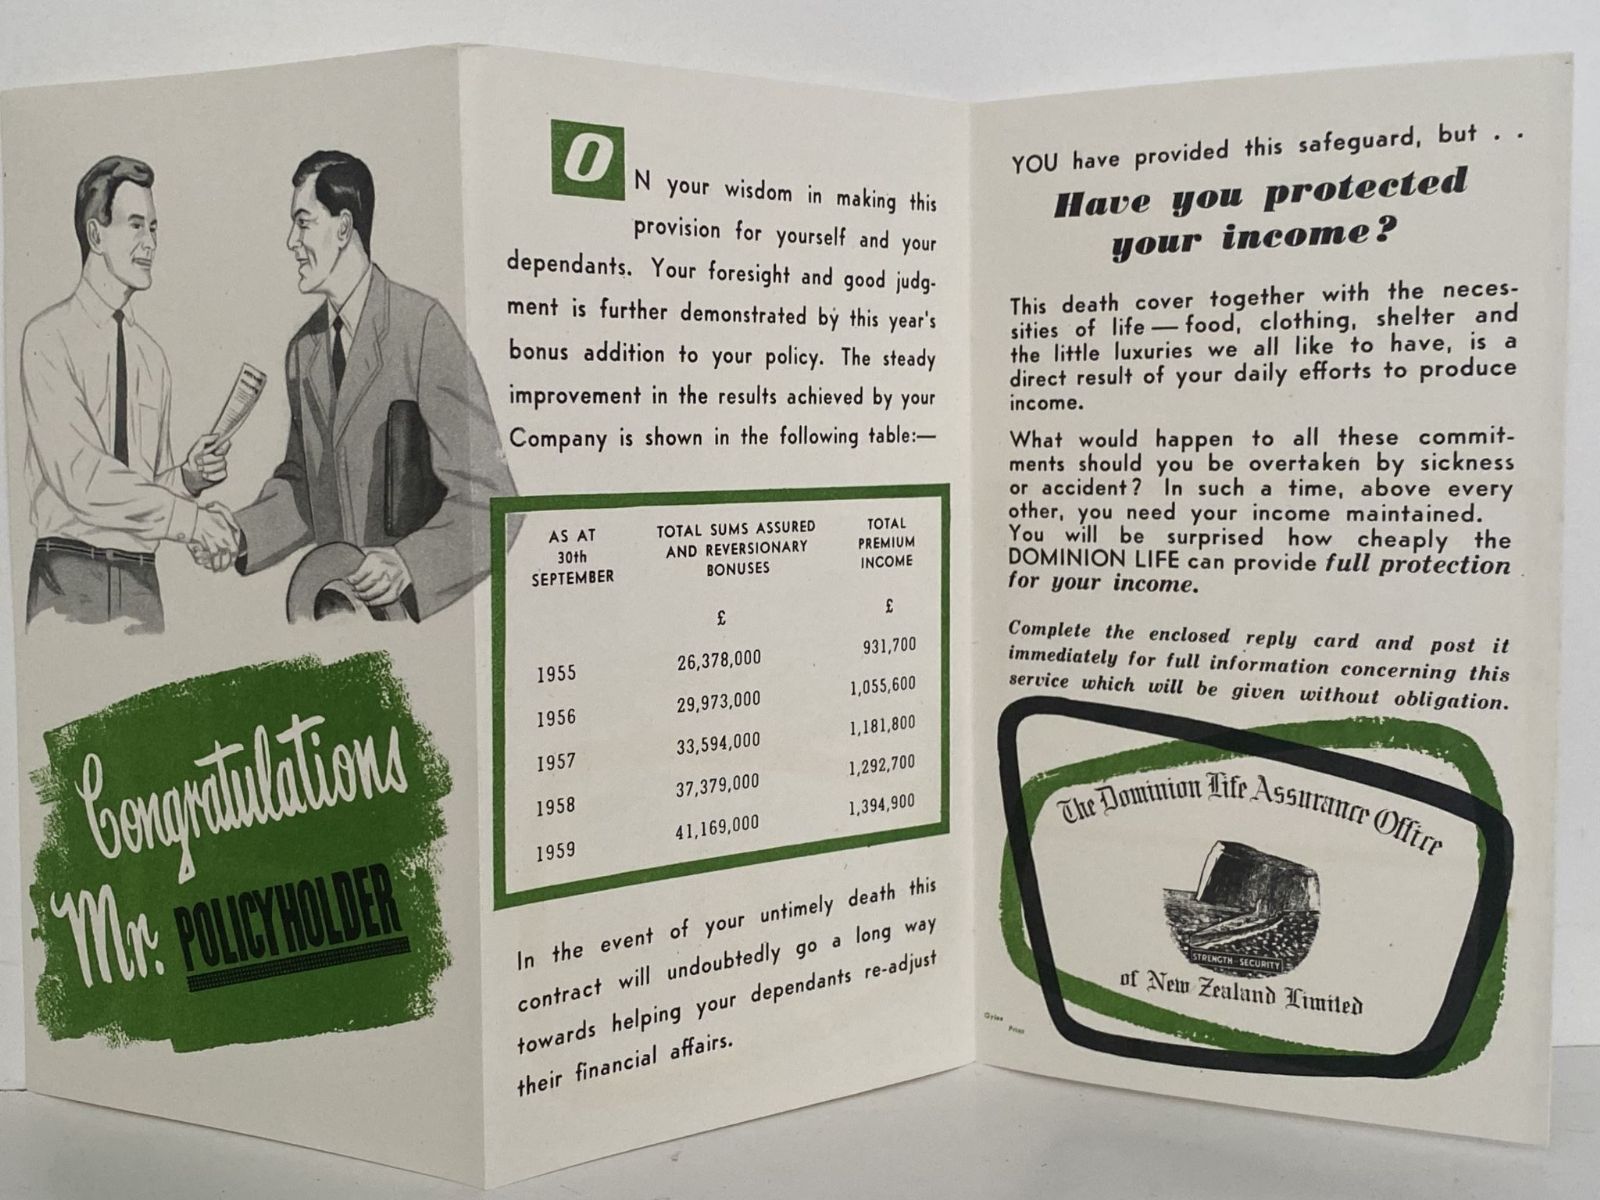 Congratulations
Mr. POLICYHOLDER
ON your wisdom in making this
provision for yourself and your
dependants. Your foresight and good judg-
ment is further demonstrated by this year's
bonus addition to your policy. The steady
improvement in the results achieved by your
Company is shown in the following table:—
AS AT
30th
SEPTEMBER
TOTAL SUMS ASSURED
AND REVERSIONARY
BONUSES
TOTAL
PREMIUM
INCOME
£ £
1955 26,378,000 931,700
1956 29,973,000 1,055,600
1957 33,594,000 1,181,800
1958 37,379,000 1,292,700
1959 41,169,000 1,394,900
In the event of your untimely death this
contract will undoubtedly go a long way
towards helping your dependants re-adjust
their financial affairs.
YOU have provided this safeguard, but . .
Have you protected
your income?
This death cover together with the neces-
sities of life — food, clothing, shelter and
the little luxuries we all like to have, is a
direct result of your daily efforts to produce
income.
What would happen to all these commit-
ments should you be overtaken by sickness
or accident? In such a time, above every
other, you need your income maintained.
You will be surprised how cheaply the
DOMINION LIFE can provide full protection
for your income.
Complete the enclosed reply card and post it
immediately for full information concerning this
service which will be given without obligation.
The Dominion Life Assurance Office
STRENGTH - SECURITY
of New Zealand Limited
Print